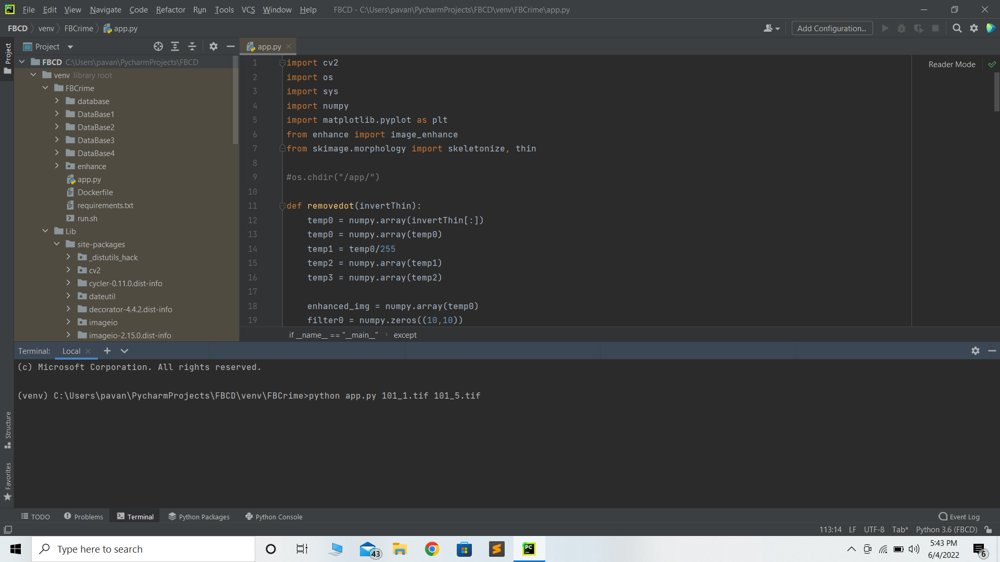 File Edit View Navigate Code Refactor Run Tools VCS Window Help FBCD - C:\Users\pavan\PycharmProjects\FBCD\venv\FBCrime\app.py
FBCD venv FBCrime app.py
Add Configuration...
Project
Project
app.py
FBCD C:\Users\pavan\PycharmProjects\FBCD
venv library root
FBCrime
database
DataBase1
DataBase2
DataBase3
DataBase4
enhance
app.py
Dockerfile
requirements.txt
run.sh
Lib
site-packages
_distutils_hack
cv2
cycler-0.11.0.dist-info
dateutil
decorator-4.4.2.dist-info
imageio
imageio-2.15.0.dist-info
Reader Mode
1 import cv2
2 import os
3 import sys
4 import numpy
5 import matplotlib.pyplot as plt
6 from enhance import image_enhance
7 from skimage.morphology import skeletonize, thin
8
9 #os.chdir("/app/")
10
11 def removedot(invertThin):
12 temp0 = numpy.array(invertThin[:])
13 temp0 = numpy.array(temp0)
14 temp1 = temp0/255
15 temp2 = numpy.array(temp1)
16 temp3 = numpy.array(temp2)
17
18 enhanced_img = numpy.array(temp0)
19 filter0 = numpy.zeros((10,10))
if __name__ == "__main__" › except
Terminal: Local
(c) Microsoft Corporation. All rights reserved.
(venv) C:\Users\pavan\PycharmProjects\FBCD\venv\FBCrime>python app.py 101_1.tif 101_5.tif
Structure
Favorites
TODO Problems Terminal Python Packages Python Console Event Log
113:14 LF UTF-8 Tab* Python 3.6 (FBCD)
PC
Type here to search
43
PC
5:43 PM
6/4/2022
6